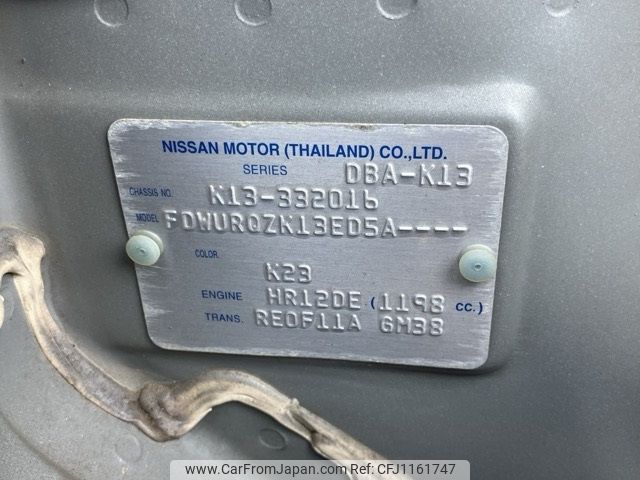 NISSAN MOTOR (THAILAND) CO.,LTD.
SERIES DBA-K13
CHASSIS NO. K13-332016
MODEL FDWURQZK13ED5A----
COLOR.
K23
ENGINE HR12DE (1198 CC.)
TRANS. RE0F11A GM38
www.CarFromJapan.com | Ref:CFJ1161747